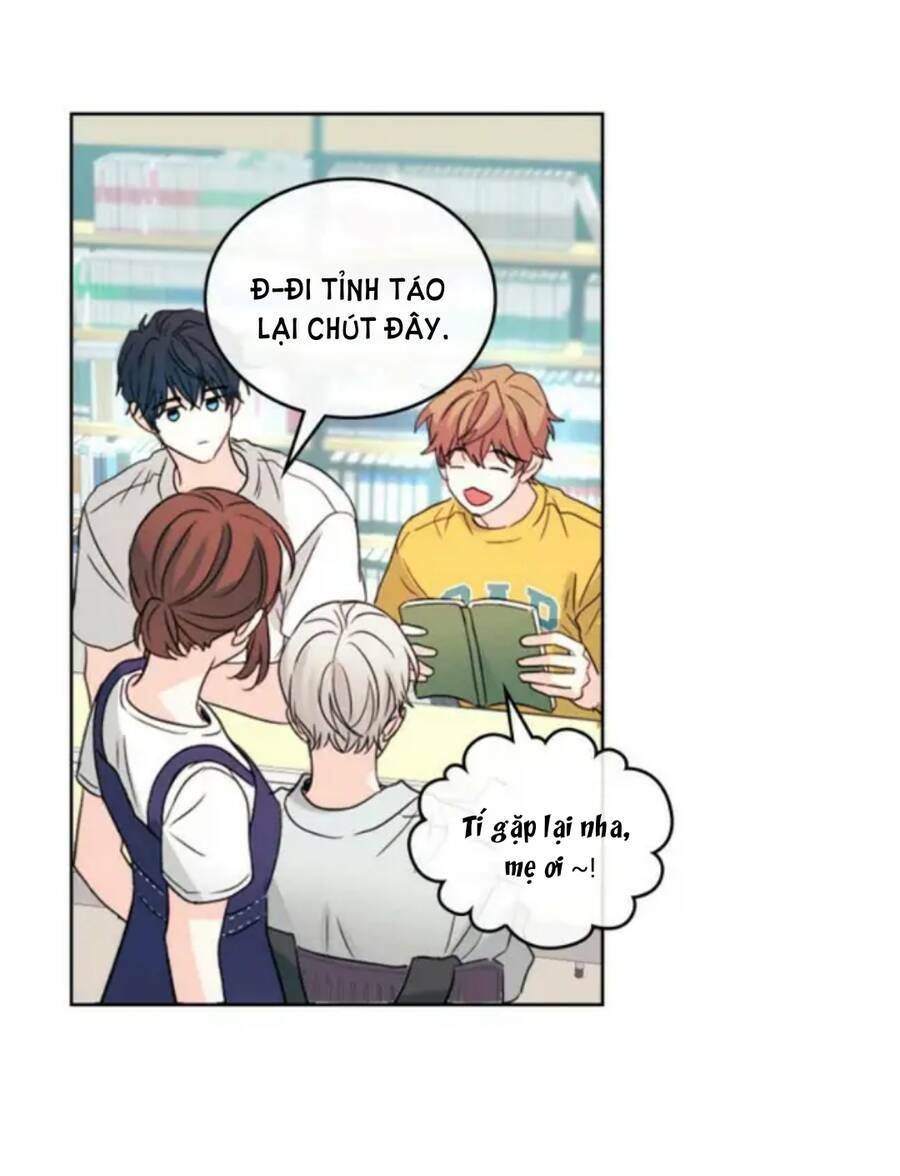 Đ-ĐI TỈNH TÁO
LẠI CHÚT ĐÂY.
Tí gặp lại nha,
mẹ ơi ~!